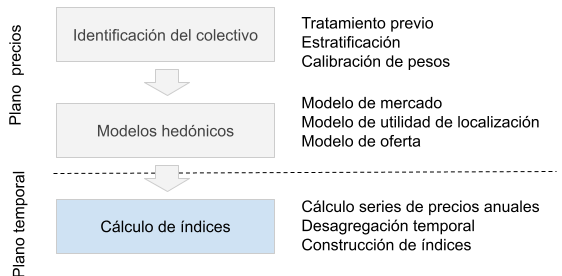 Plano precios
Identificación del colectivo
Tratamiento previo
Estratificación
Calibración de pesos
Modelos hedónicos
Modelo de mercado
Modelo de utilidad de localización
Modelo de oferta
Plano temporal
Cálculo de índices
Cálculo series de precios anuales
Desagregación temporal
Construcción de índices